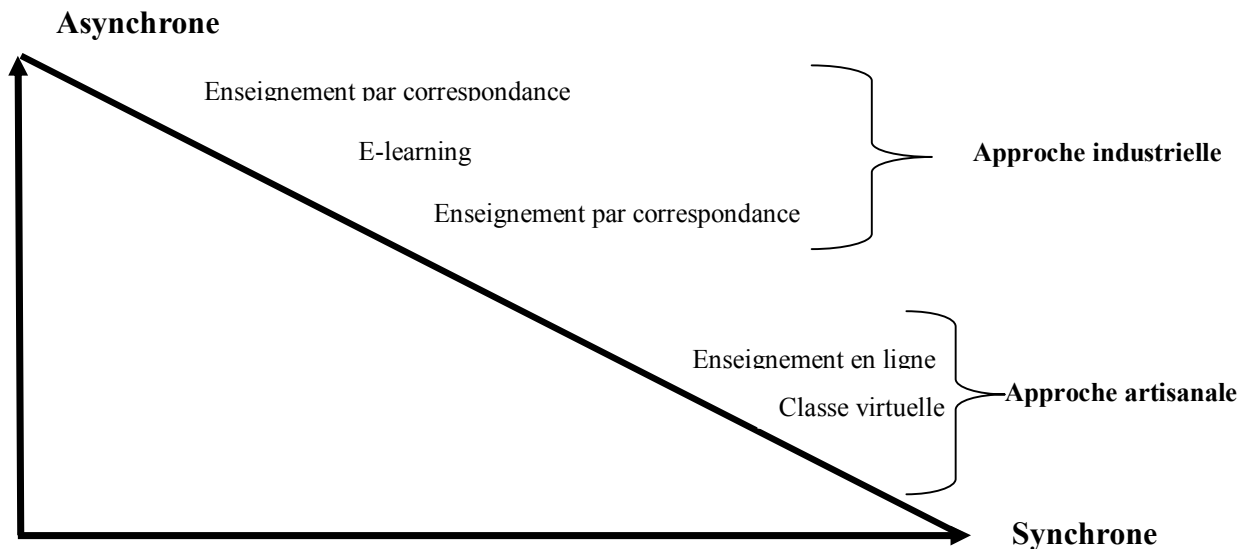 Asynchrone
Enseignement par correspondance
E-learning
Approche industrielle
Enseignement par correspondance
Enseignement en ligne
Approche artisanale
Classe virtuelle
Synchrone